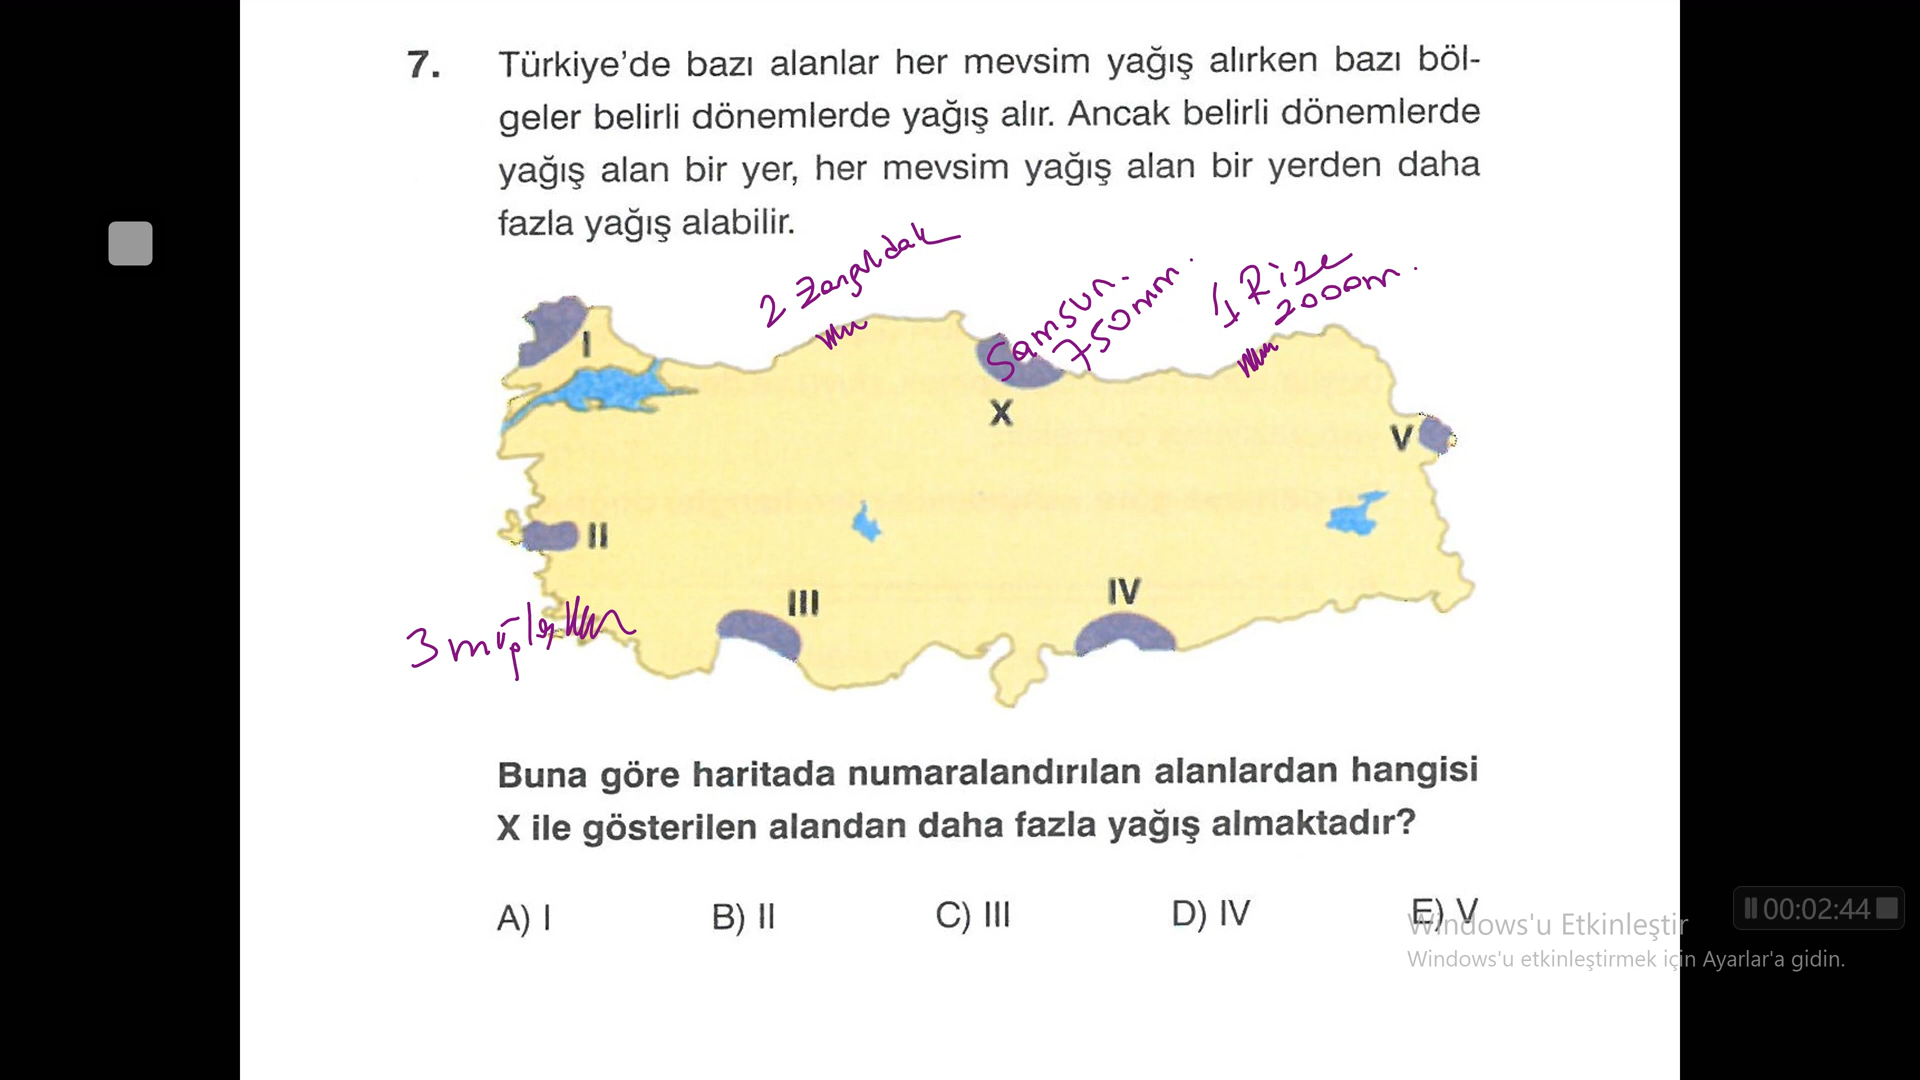 7. Türkiye’de bazı alanlar her mevsim yağış alırken bazı böl-
geler belirli dönemlerde yağış alır. Ancak belirli dönemlerde
yağış alan bir yer, her mevsim yağış alan bir yerden daha
fazla yağış alabilir.
2 Zonguldak
Samsun.
750mm.
1 Rize
2000m.
I
X
V
II
III
IV
3 muğla
Buna göre haritada numaralandırılan alanlardan hangisi
X ile gösterilen alandan daha fazla yağış almaktadır?
A) I B) II C) III D) IV E) V
00:02:44
Windows'u Etkinleştir
Windows'u etkinleştirmek için Ayarlar'a gidin.